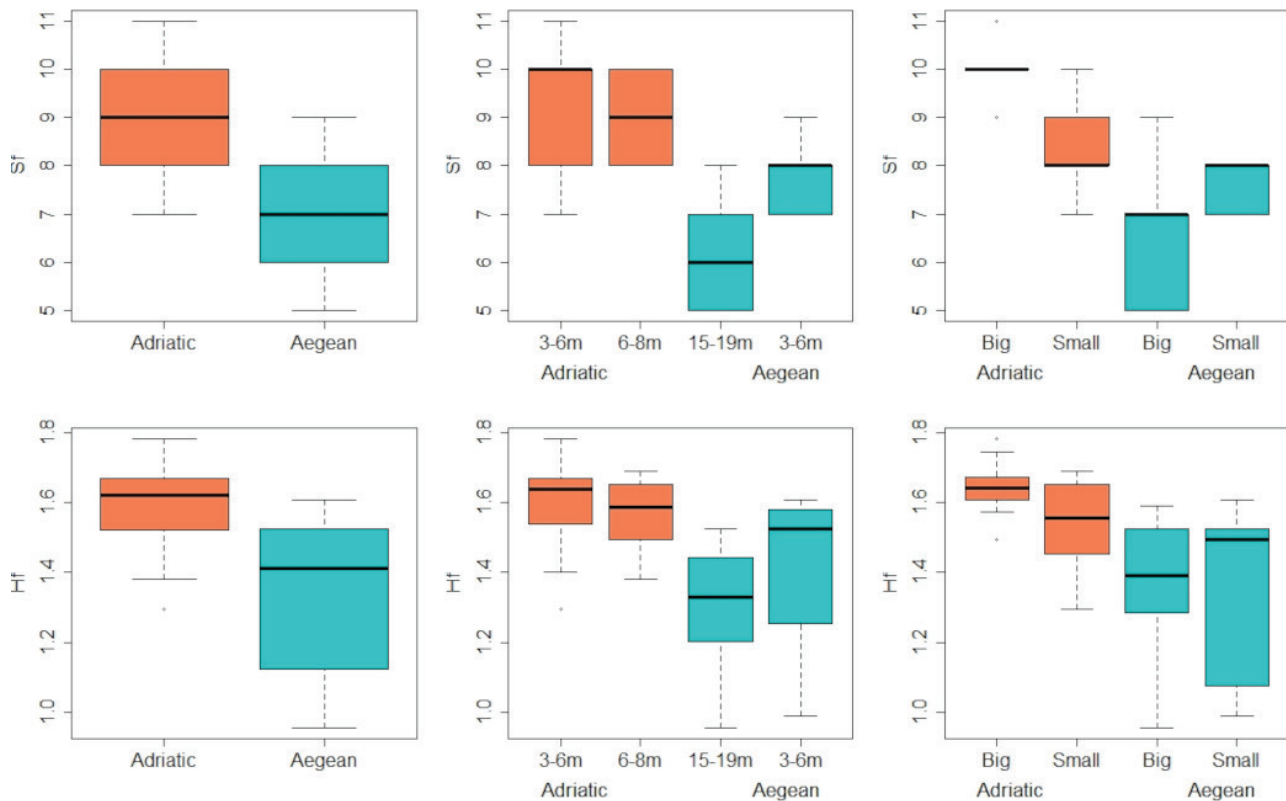 Sf
11
10
9
8
7
6
5
Adriatic Aegean
Sf
11
10
9
8
7
6
5
3-6m 6-8m 15-19m 3-6m
Adriatic Aegean
Sf
11
10
9
8
7
6
5
Big Small Big Small
Adriatic Aegean
Hf
1.8
1.6
1.4
1.2
1.0
Adriatic Aegean
Hf
1.8
1.6
1.4
1.2
1.0
3-6m 6-8m 15-19m 3-6m
Adriatic Aegean
Hf
1.8
1.6
1.4
1.2
1.0
Big Small Big Small
Adriatic Aegean